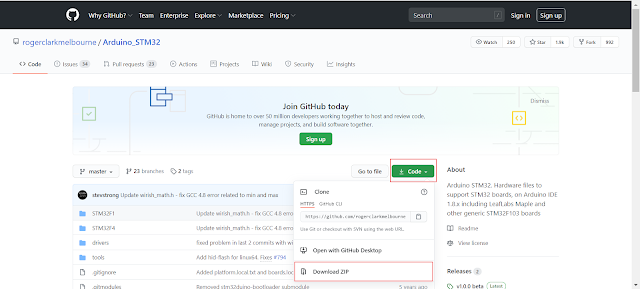 Why GitHub? Team Enterprise Explore Marketplace Pricing Search Sign in Sign up
rogerclarkmelbourne / Arduino_STM32 Watch 250 Star 1.9k Fork 992
Code Issues 34 Pull requests 23 Actions Projects Wiki Security Insights
Dismiss
Join GitHub today
GitHub is home to over 50 million developers working together to host and review code,
manage projects, and build software together.
Sign up
master 23 branches 2 tags Go to file Code
stevstrong Update wirish_math.h - fix GCC 4.8 error related to min and max
STM32F1 Update wirish_math.h - fix GCC 4.8 error
STM32F4 Update wirish_math.h - fix GCC 4.8 error
drivers fixed problem in last 2 commits with wi
tools Add hid-flash for linux64. Fixes #794
.gitignore Added platform.local.txt and boards.loc
.gitmodules Removed stm32duino-bootloader submodule 5 years ago
Clone
HTTPS GitHub CLI
https://github.com/rogerclarkmelbourne
Use Git or checkout with SVN using the web URL.
Open with GitHub Desktop
Download ZIP
About
Arduino STM32. Hardware files to
support STM32 boards, on Arduino IDE
1.8.x including LeafLabs Maple and
other generic STM32F103 boards
Readme
View license
Releases 2
v1.0.0 beta Latest